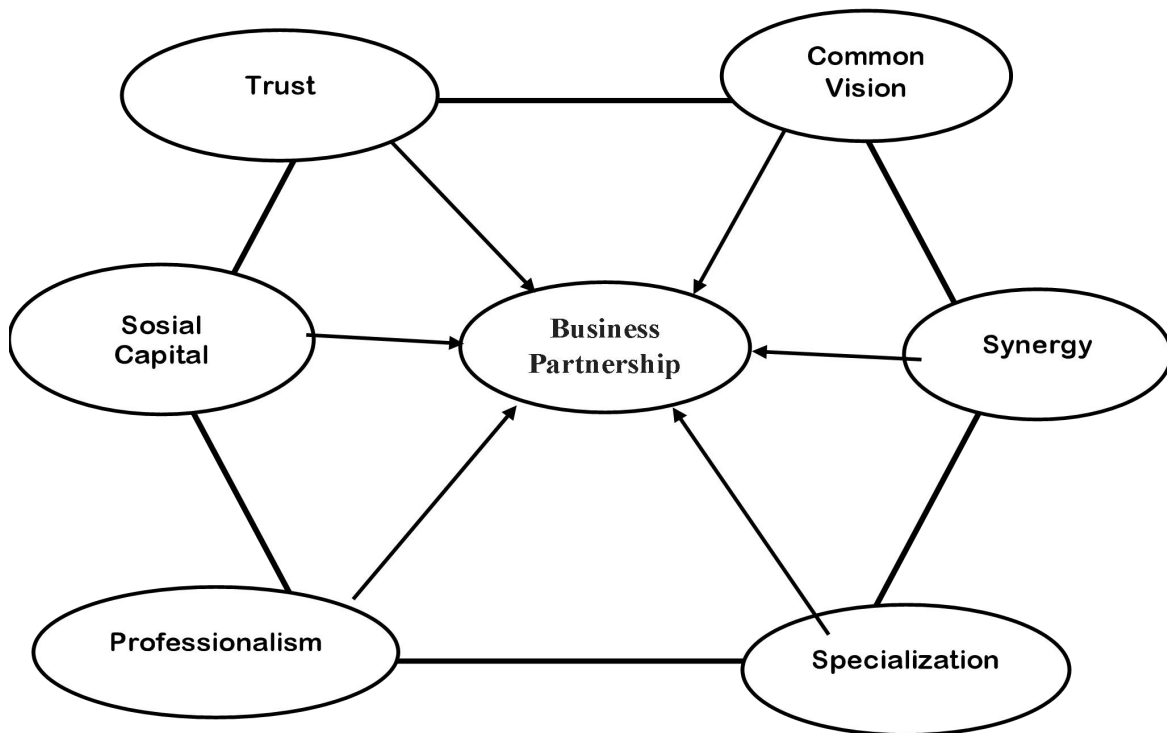 Trust
Common
Vision
Sosial
Capital
Business
Partnership
Synergy
Professionalism
Specialization